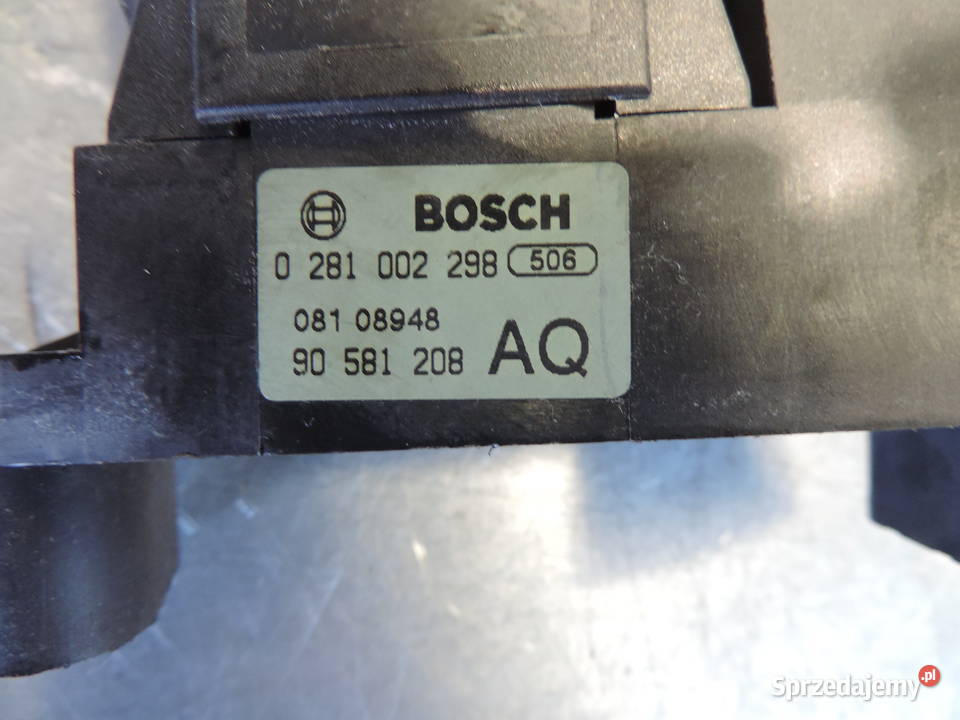 BOSCH
0 281 002 298 506
081 08948
90 581 208 AQ
Sprzedajemy.pl